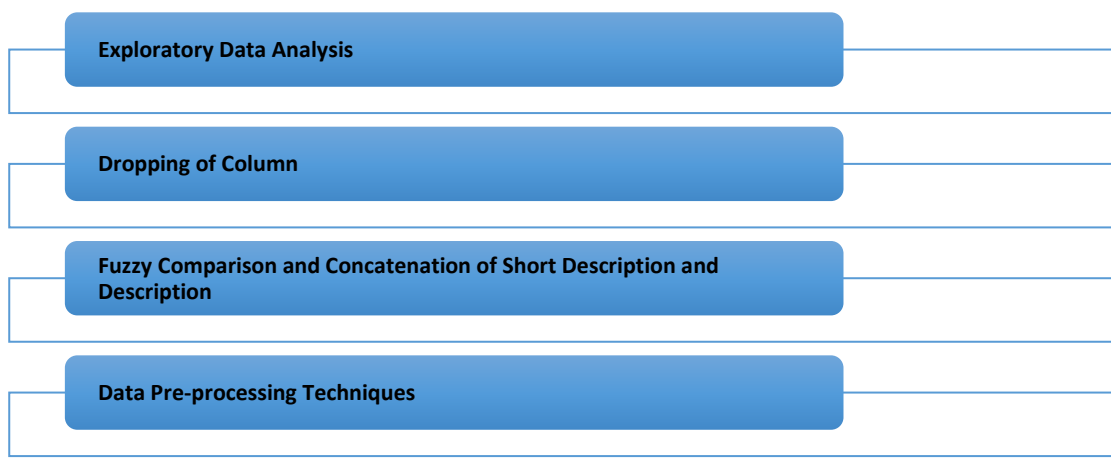 Exploratory Data Analysis
Dropping of Column
Fuzzy Comparison and Concatenation of Short Description and
Description
Data Pre-processing Techniques